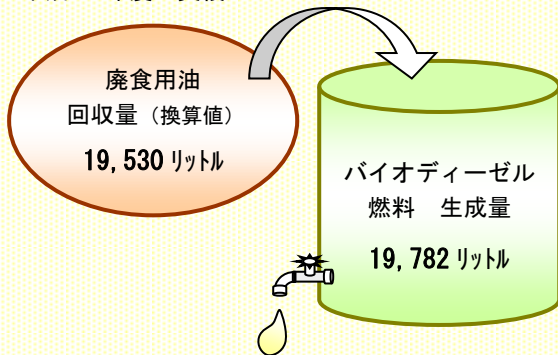 廃食用油
回収量（換算値）
19,530 リットル
バイオディーゼル
燃料　生成量
19,782 リットル